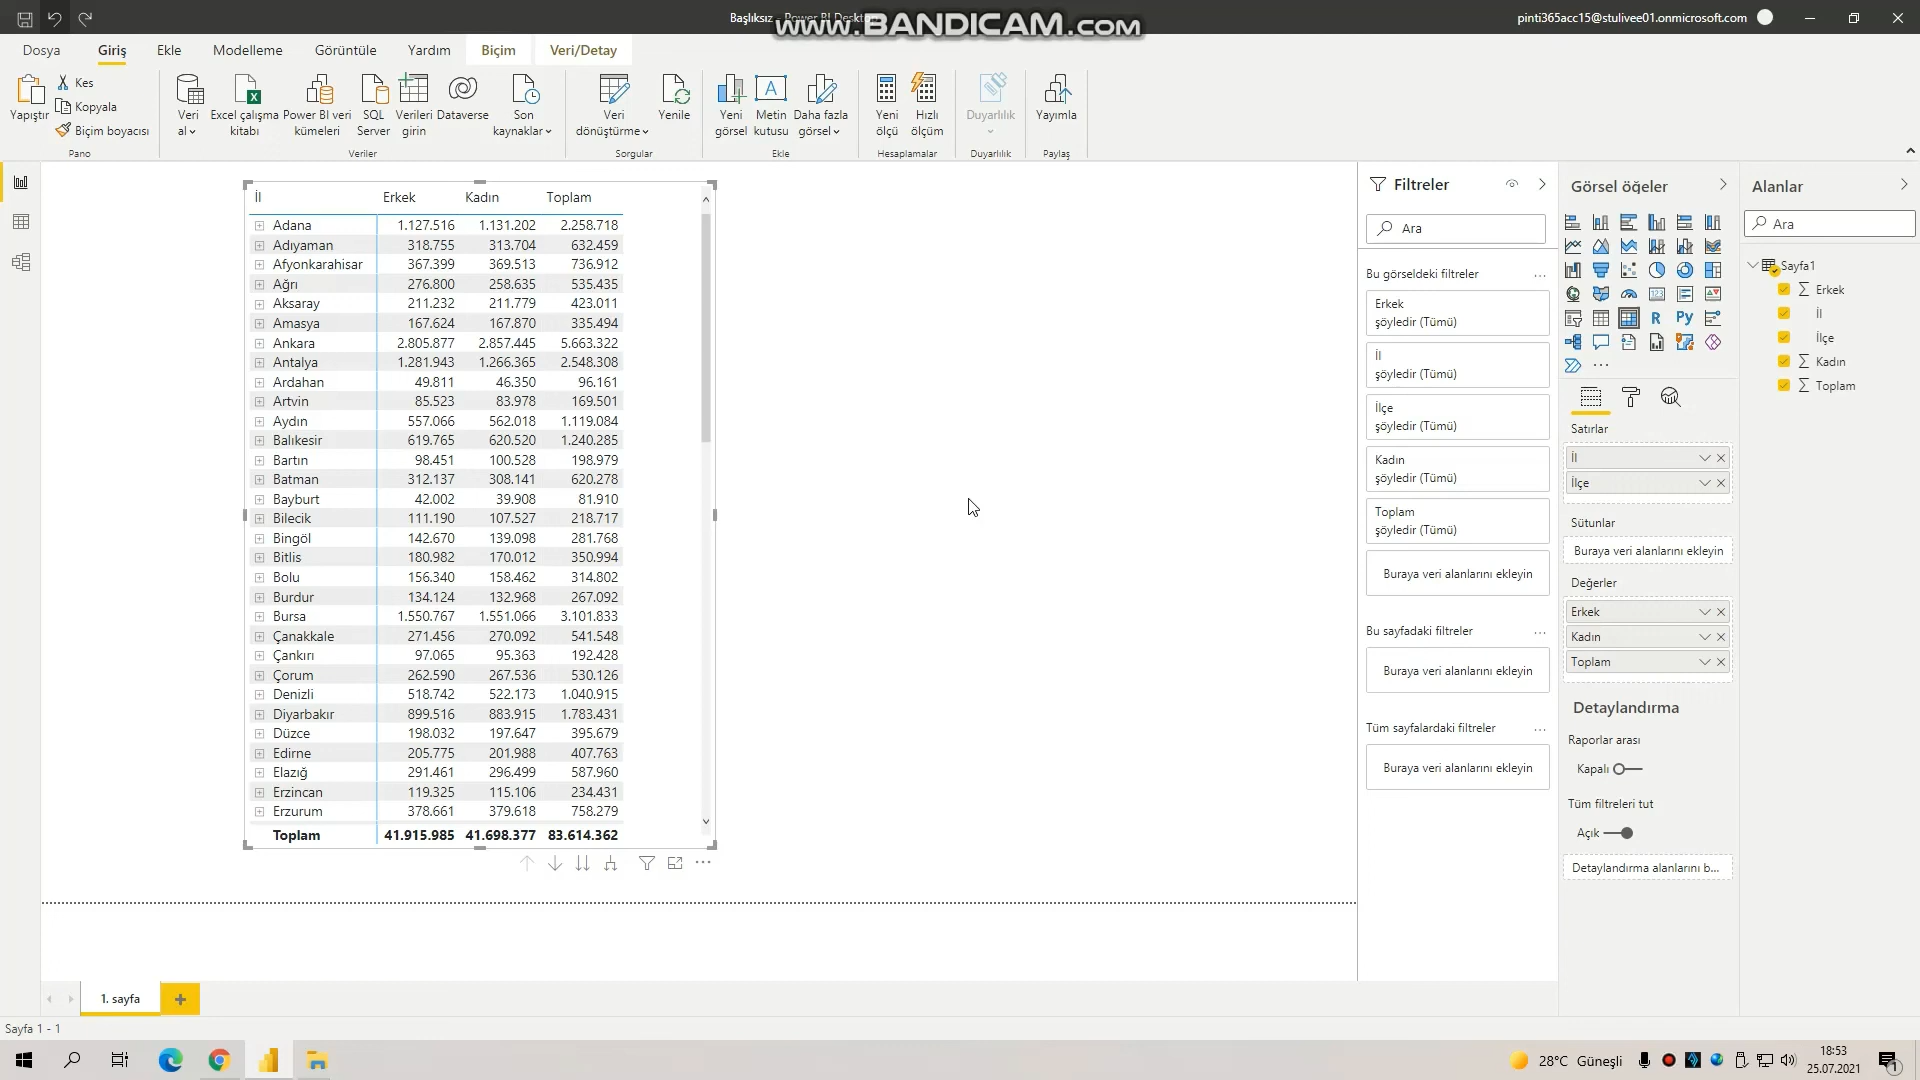 Başlıksız - Power BI Desktop
www.BANDICAM.com
pinti365acc15@stulivee01.onmicrosoft.com
Dosya Giriş Ekle Modelleme Görüntüle Yardım Biçim Veri/Detay
Yapıştır
Kes
Kopyala
Biçim boyacısı
Pano
Veri al
Excel çalışma kitabı
Power BI veri kümeleri
SQL Server
Verileri girin
Dataverse
Son kaynaklar
Veriler
Veri dönüştürme
Yenile
Sorgular
Yeni görsel
Metin kutusu
Daha fazla görsel
Ekle
Yeni ölçü
Hızlı ölçüm
Hesaplamalar
Duyarlılık
Duyarlılık
Yayımla
Paylaş
İl Erkek Kadın Toplam
Adana 1.127.516 1.131.202 2.258.718
Adıyaman 318.755 313.704 632.459
Afyonkarahisar 367.399 369.513 736.912
Ağrı 276.800 258.635 535.435
Aksaray 211.232 211.779 423.011
Amasya 167.624 167.870 335.494
Ankara 2.805.877 2.857.445 5.663.322
Antalya 1.281.943 1.266.365 2.548.308
Ardahan 49.811 46.350 96.161
Artvin 85.523 83.978 169.501
Aydın 557.066 562.018 1.119.084
Balıkesir 619.765 620.520 1.240.285
Bartın 98.451 100.528 198.979
Batman 312.137 308.141 620.278
Bayburt 42.002 39.908 81.910
Bilecik 111.190 107.527 218.717
Bingöl 142.670 139.098 281.768
Bitlis 180.982 170.012 350.994
Bolu 156.340 158.462 314.802
Burdur 134.124 132.968 267.092
Bursa 1.550.767 1.551.066 3.101.833
Çanakkale 271.456 270.092 541.548
Çankırı 97.065 95.363 192.428
Çorum 262.590 267.536 530.126
Denizli 518.742 522.173 1.040.915
Diyarbakır 899.516 883.915 1.783.431
Düzce 198.032 197.647 395.679
Edirne 205.775 201.988 407.763
Elazığ 291.461 296.499 587.960
Erzincan 119.325 115.106 234.431
Erzurum 378.661 379.618 758.279
Toplam 41.915.985 41.698.377 83.614.362
Filtreler
Ara
Bu görseldeki filtreler ...
Erkek
şöyledir (Tümü)
İl
şöyledir (Tümü)
İlçe
şöyledir (Tümü)
Kadın
şöyledir (Tümü)
Toplam
şöyledir (Tümü)
Buraya veri alanlarını ekleyin
Bu sayfadaki filtreler ...
Buraya veri alanlarını ekleyin
Tüm sayfalardaki filtreler ...
Buraya veri alanlarını ekleyin
Görsel öğeler
R Py
...
Satırlar
İl
İlçe
Sütunlar
Buraya veri alanlarını ekleyin
Değerler
Erkek
Kadın
Toplam
Detaylandırma
Raporlar arası
Kapalı
Tüm filtreleri tut
Açık
Detaylandırma alanlarını b...
Alanlar
Ara
Sayfa1
Σ Erkek
İl
İlçe
Σ Kadın
Σ Toplam
1. sayfa
+
Sayfa 1 - 1
28°C Güneşli
18:53
25.07.2021
1